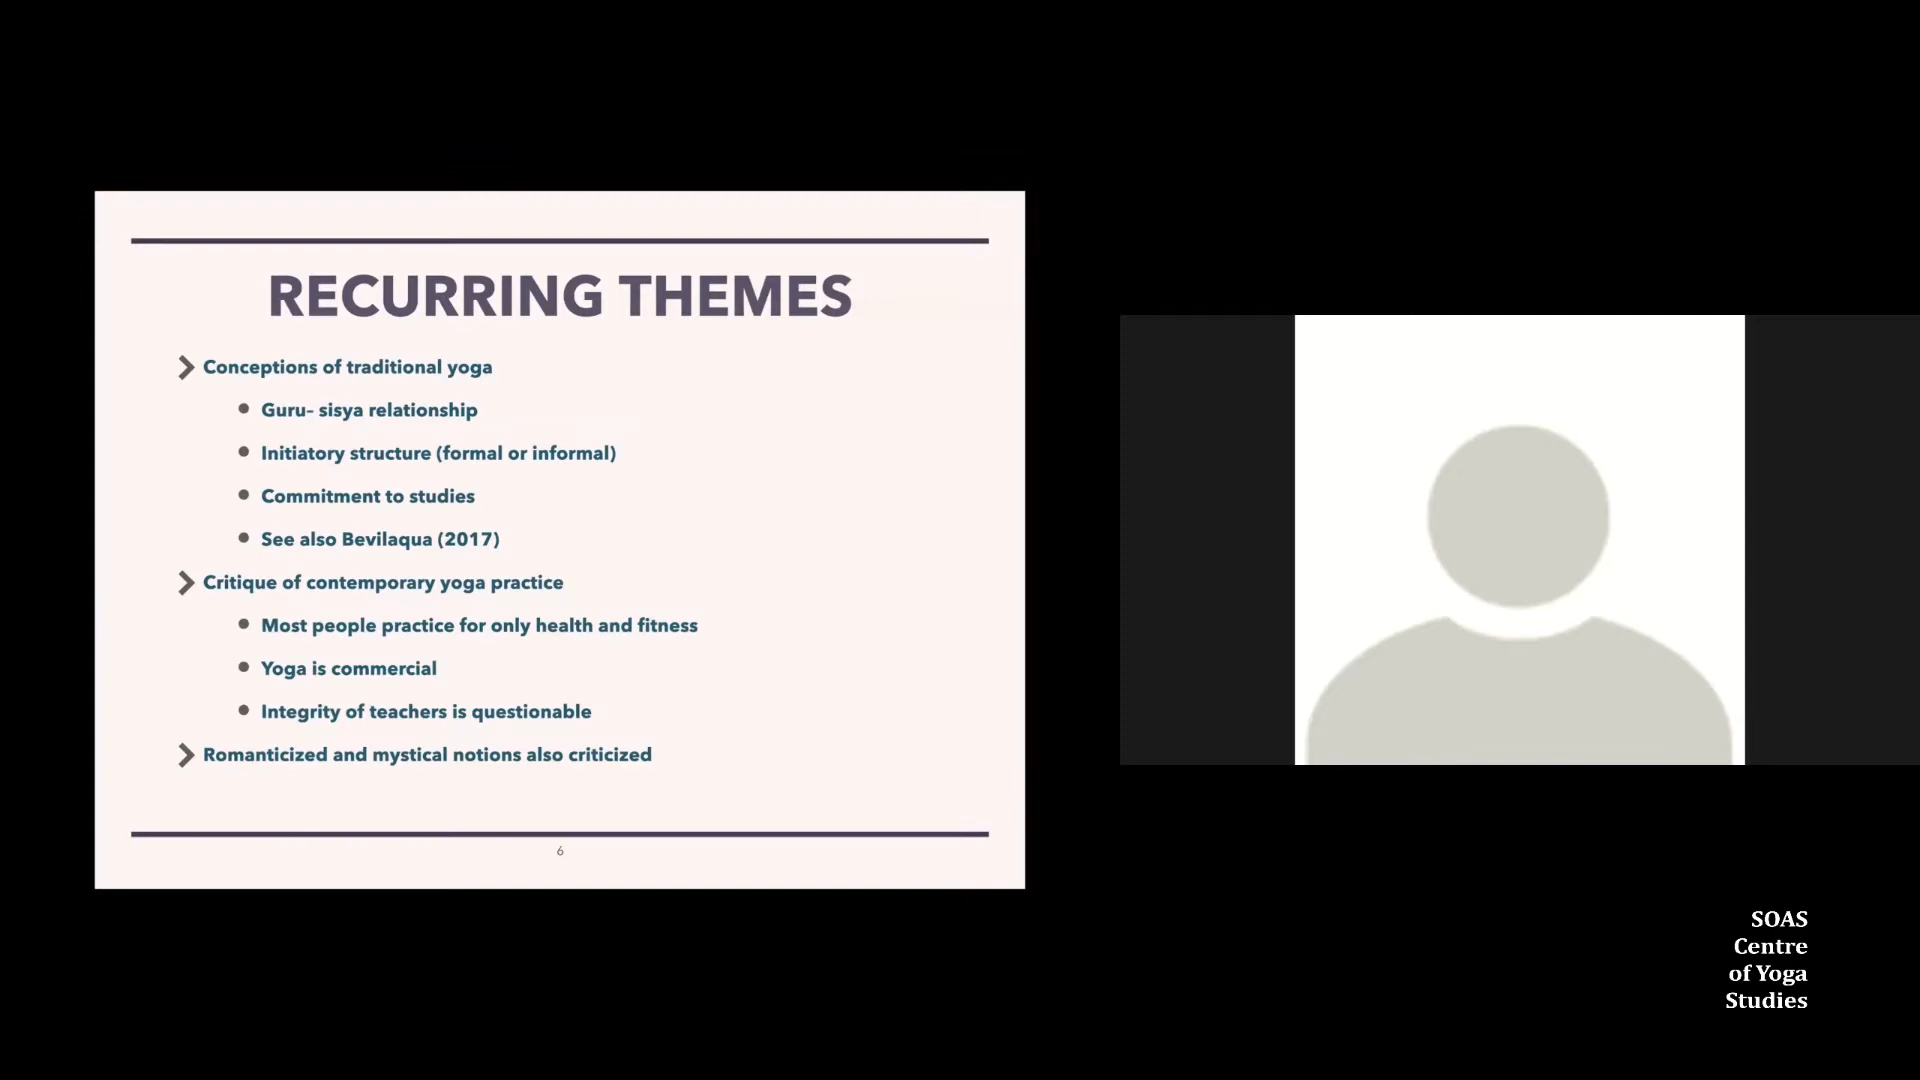 RECURRING THEMES
Conceptions of traditional yoga
Guru– sisya relationship
Initiatory structure (formal or informal)
Commitment to studies
See also Bevilaqua (2017)
Critique of contemporary yoga practice
Most people practice for only health and fitness
Yoga is commercial
Integrity of teachers is questionable
Romanticized and mystical notions also criticized
6
SOAS
Centre
of Yoga
Studies